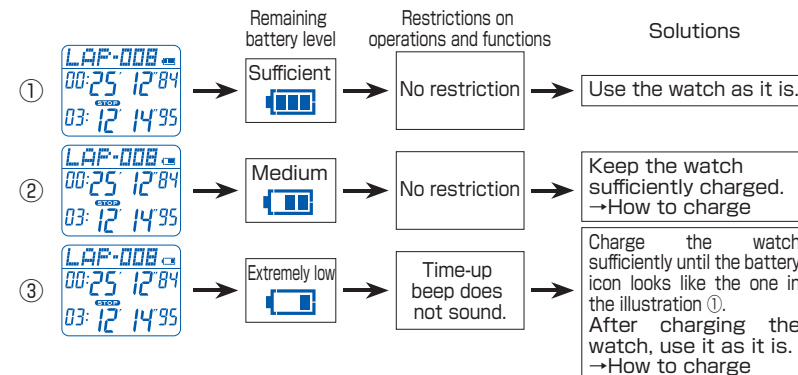 Remaining
battery level
Restrictions on
operations and functions
Solutions
①
LAP-008
00:25' 12"84
STOP
03: 12' 14"95
Sufficient
No restriction
Use the watch as it is.
②
LAP-008
00:25' 12"84
STOP
03: 12' 14"95
Medium
No restriction
Keep the watch
sufficiently charged.
→How to charge
③
LAP-008
00:25' 12"84
STOP
03: 12' 14"95
Extremely low
Time-up
beep does
not sound.
Charge the watch
sufficiently until the battery
icon looks like the one in
the illustration ①.
After charging the
watch, use it as it is.
→How to charge